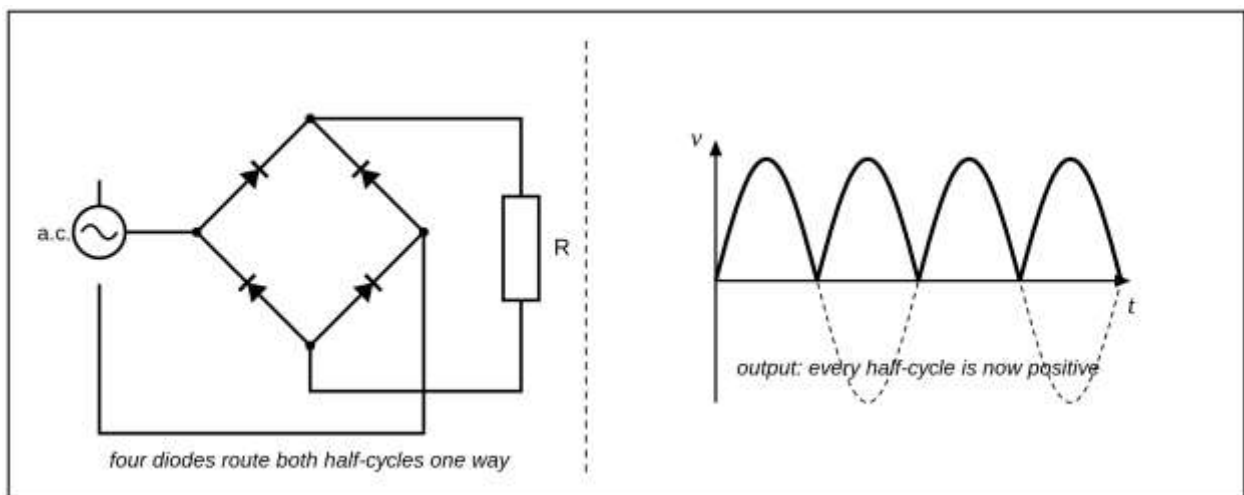 a.c.
R
four diodes route both half-cycles one way
v
t
output: every half-cycle is now positive